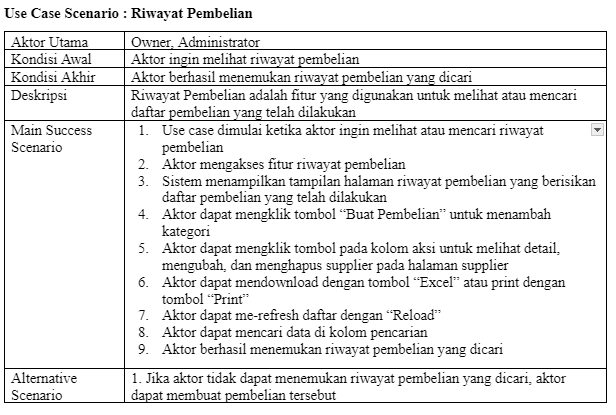 Use Case Scenario : Riwayat Pembelian
Aktor Utama
Owner, Administrator
Kondisi Awal
Aktor ingin melihat riwayat pembelian
Kondisi Akhir
Aktor berhasil menemukan riwayat pembelian yang dicari
Deskripsi
Riwayat Pembelian adalah fitur yang digunakan untuk melihat atau mencari
daftar pembelian yang telah dilakukan
Main Success
Scenario
1. Use case dimulai ketika aktor ingin melihat atau mencari riwayat
pembelian
2. Aktor mengakses fitur riwayat pembelian
3. Sistem menampilkan tampilan halaman riwayat pembelian yang berisikan
daftar pembelian yang telah dilakukan
4. Aktor dapat mengklik tombol “Buat Pembelian” untuk menambah
kategori
5. Aktor dapat mengklik tombol pada kolom aksi untuk melihat detail,
mengubah, dan menghapus supplier pada halaman supplier
6. Aktor dapat mendownload dengan tombol “Excel” atau print dengan
tombol “Print”
7. Aktor dapat me-refresh daftar dengan “Reload”
8. Aktor dapat mencari data di kolom pencarian
9. Aktor berhasil menemukan riwayat pembelian yang dicari
Alternative
Scenario
1. Jika aktor tidak dapat menemukan riwayat pembelian yang dicari, aktor
dapat membuat pembelian tersebut